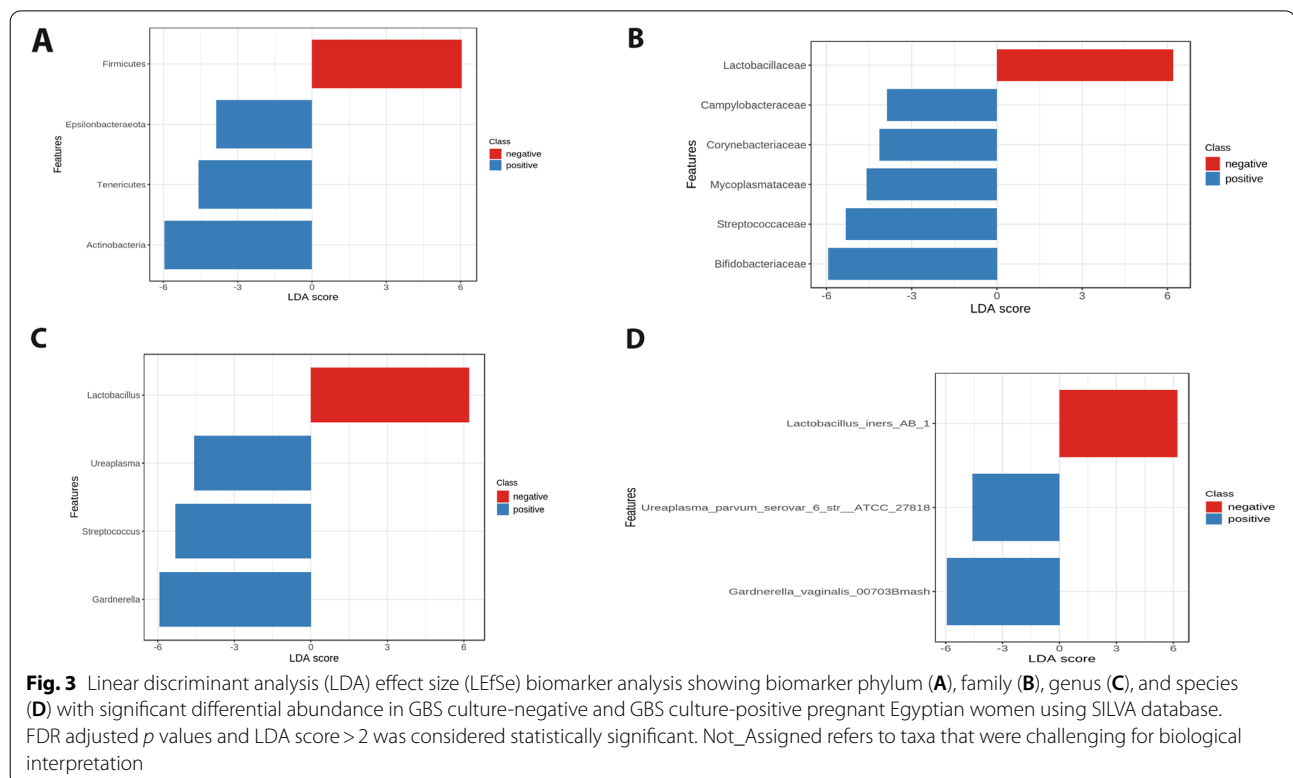 A
Features
Firmicutes
Epsilonbacteraeota
Tenericutes
Actinobacteria
-6 -3 0 3 6
LDA score
Class
negative
positive
B
Features
Lactobacillaceae
Campylobacteraceae
Corynebacteriaceae
Mycoplasmataceae
Streptococcaceae
Bifidobacteriaceae
-6 -3 0 3 6
LDA score
Class
negative
positive
C
Features
Lactobacillus
Ureaplasma
Streptococcus
Gardnerella
-6 -3 0 3 6
LDA score
Class
negative
positive
D
Features
Lactobacillus_iners_AB_1
Ureaplasma_parvum_serovar_6_str__ATCC_27818
Gardnerella_vaginalis_00703Bmash
-6 -3 0 3 6
LDA score
Class
negative
positive
Fig. 3 Linear discriminant analysis (LDA) effect size (LEfSe) biomarker analysis showing biomarker phylum (A), family (B), genus (C), and species
(D) with significant differential abundance in GBS culture-negative and GBS culture-positive pregnant Egyptian women using SILVA database.
FDR adjusted p values and LDA score > 2 was considered statistically significant. Not_Assigned refers to taxa that were challenging for biological
interpretation